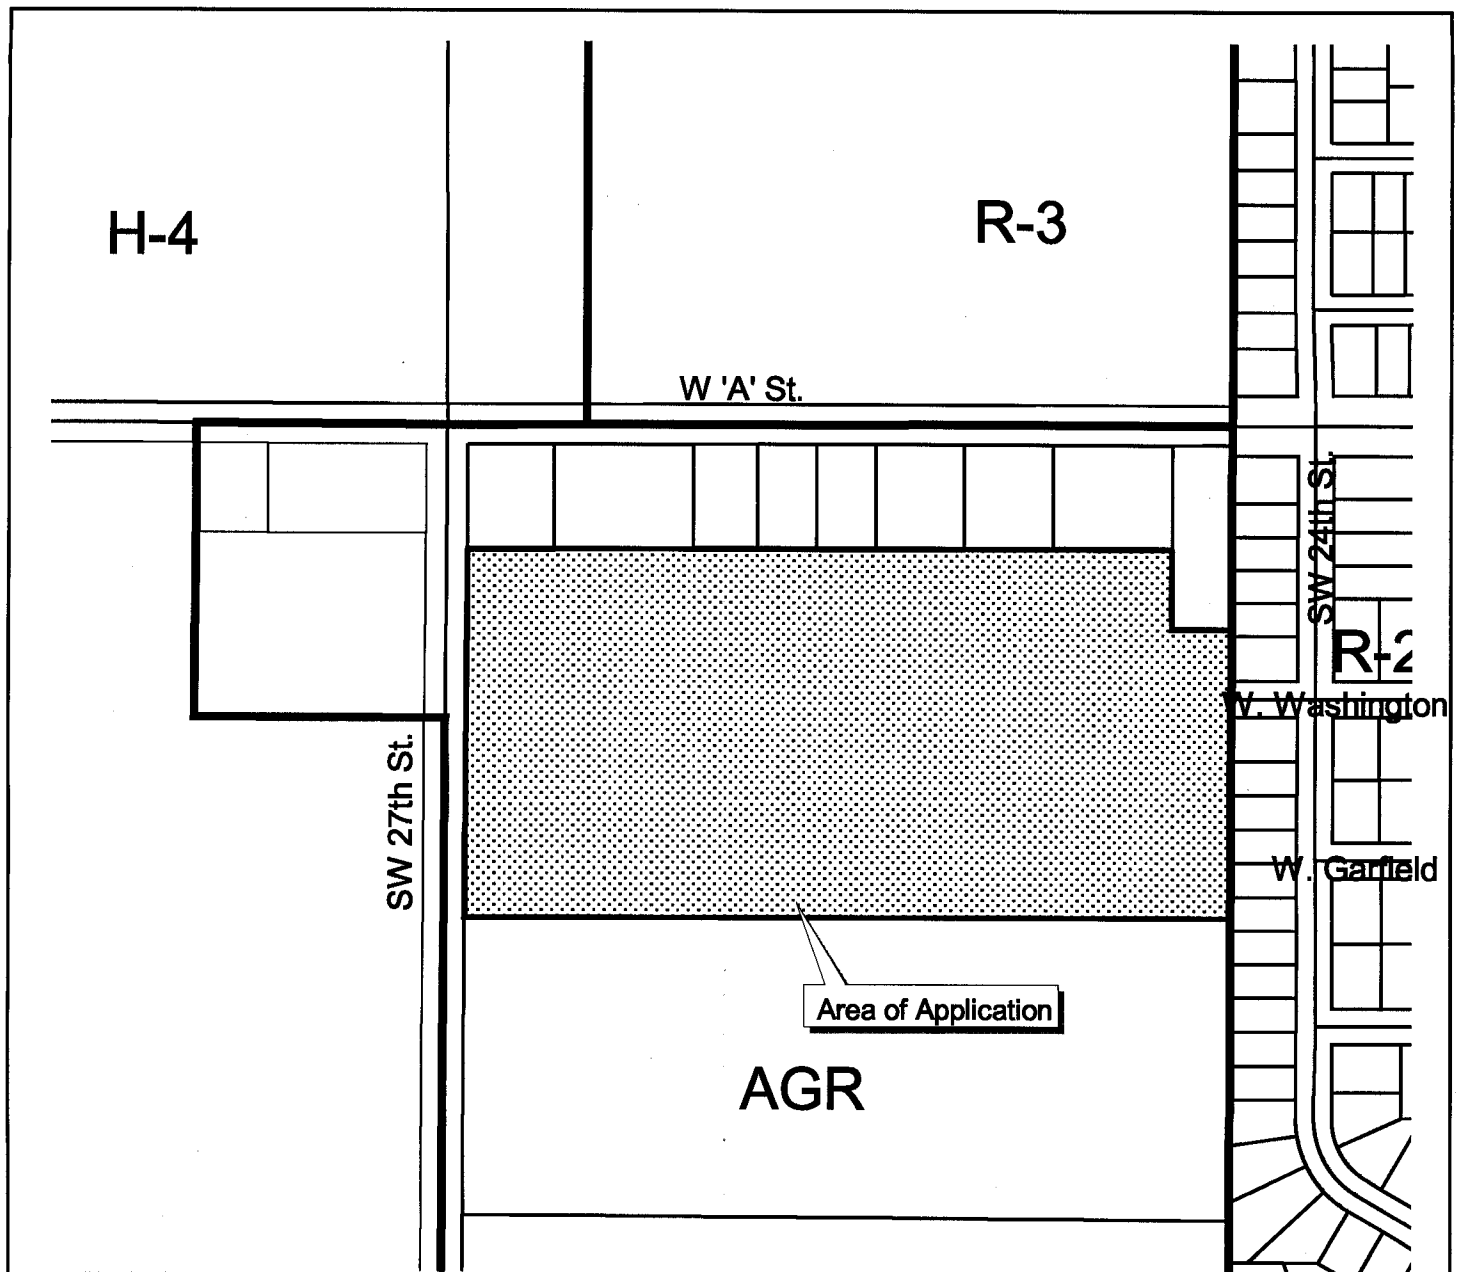 H-4
R-3
W 'A' St.
SW 24th St.
R-2
W. Washington
SW 27th St.
W. Garfield
Area of Application
AGR